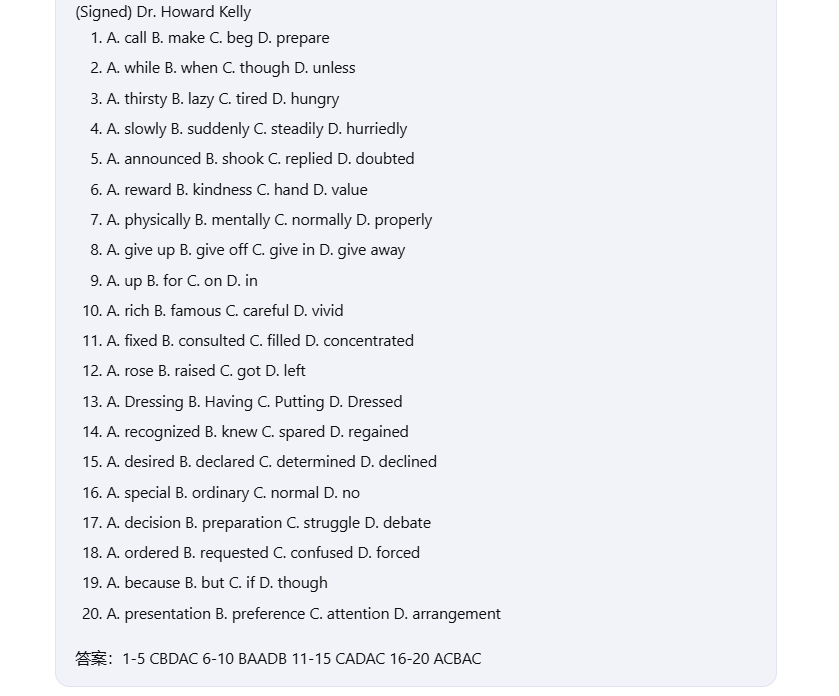 (Signed) Dr. Howard Kelly
1. A. call B. make C. beg D. prepare
2. A. while B. when C. though D. unless
3. A. thirsty B. lazy C. tired D. hungry
4. A. slowly B. suddenly C. steadily D. hurriedly
5. A. announced B. shook C. replied D. doubted
6. A. reward B. kindness C. hand D. value
7. A. physically B. mentally C. normally D. properly
8. A. give up B. give off C. give in D. give away
9. A. up B. for C. on D. in
10. A. rich B. famous C. careful D. vivid
11. A. fixed B. consulted C. filled D. concentrated
12. A. rose B. raised C. got D. left
13. A. Dressing B. Having C. Putting D. Dressed
14. A. recognized B. knew C. spared D. regained
15. A. desired B. declared C. determined D. declined
16. A. special B. ordinary C. normal D. no
17. A. decision B. preparation C. struggle D. debate
18. A. ordered B. requested C. confused D. forced
19. A. because B. but C. if D. though
20. A. presentation B. preference C. attention D. arrangement
答案：1-5 CBDAC 6-10 BAADB 11-15 CADAC 16-20 ACBAC